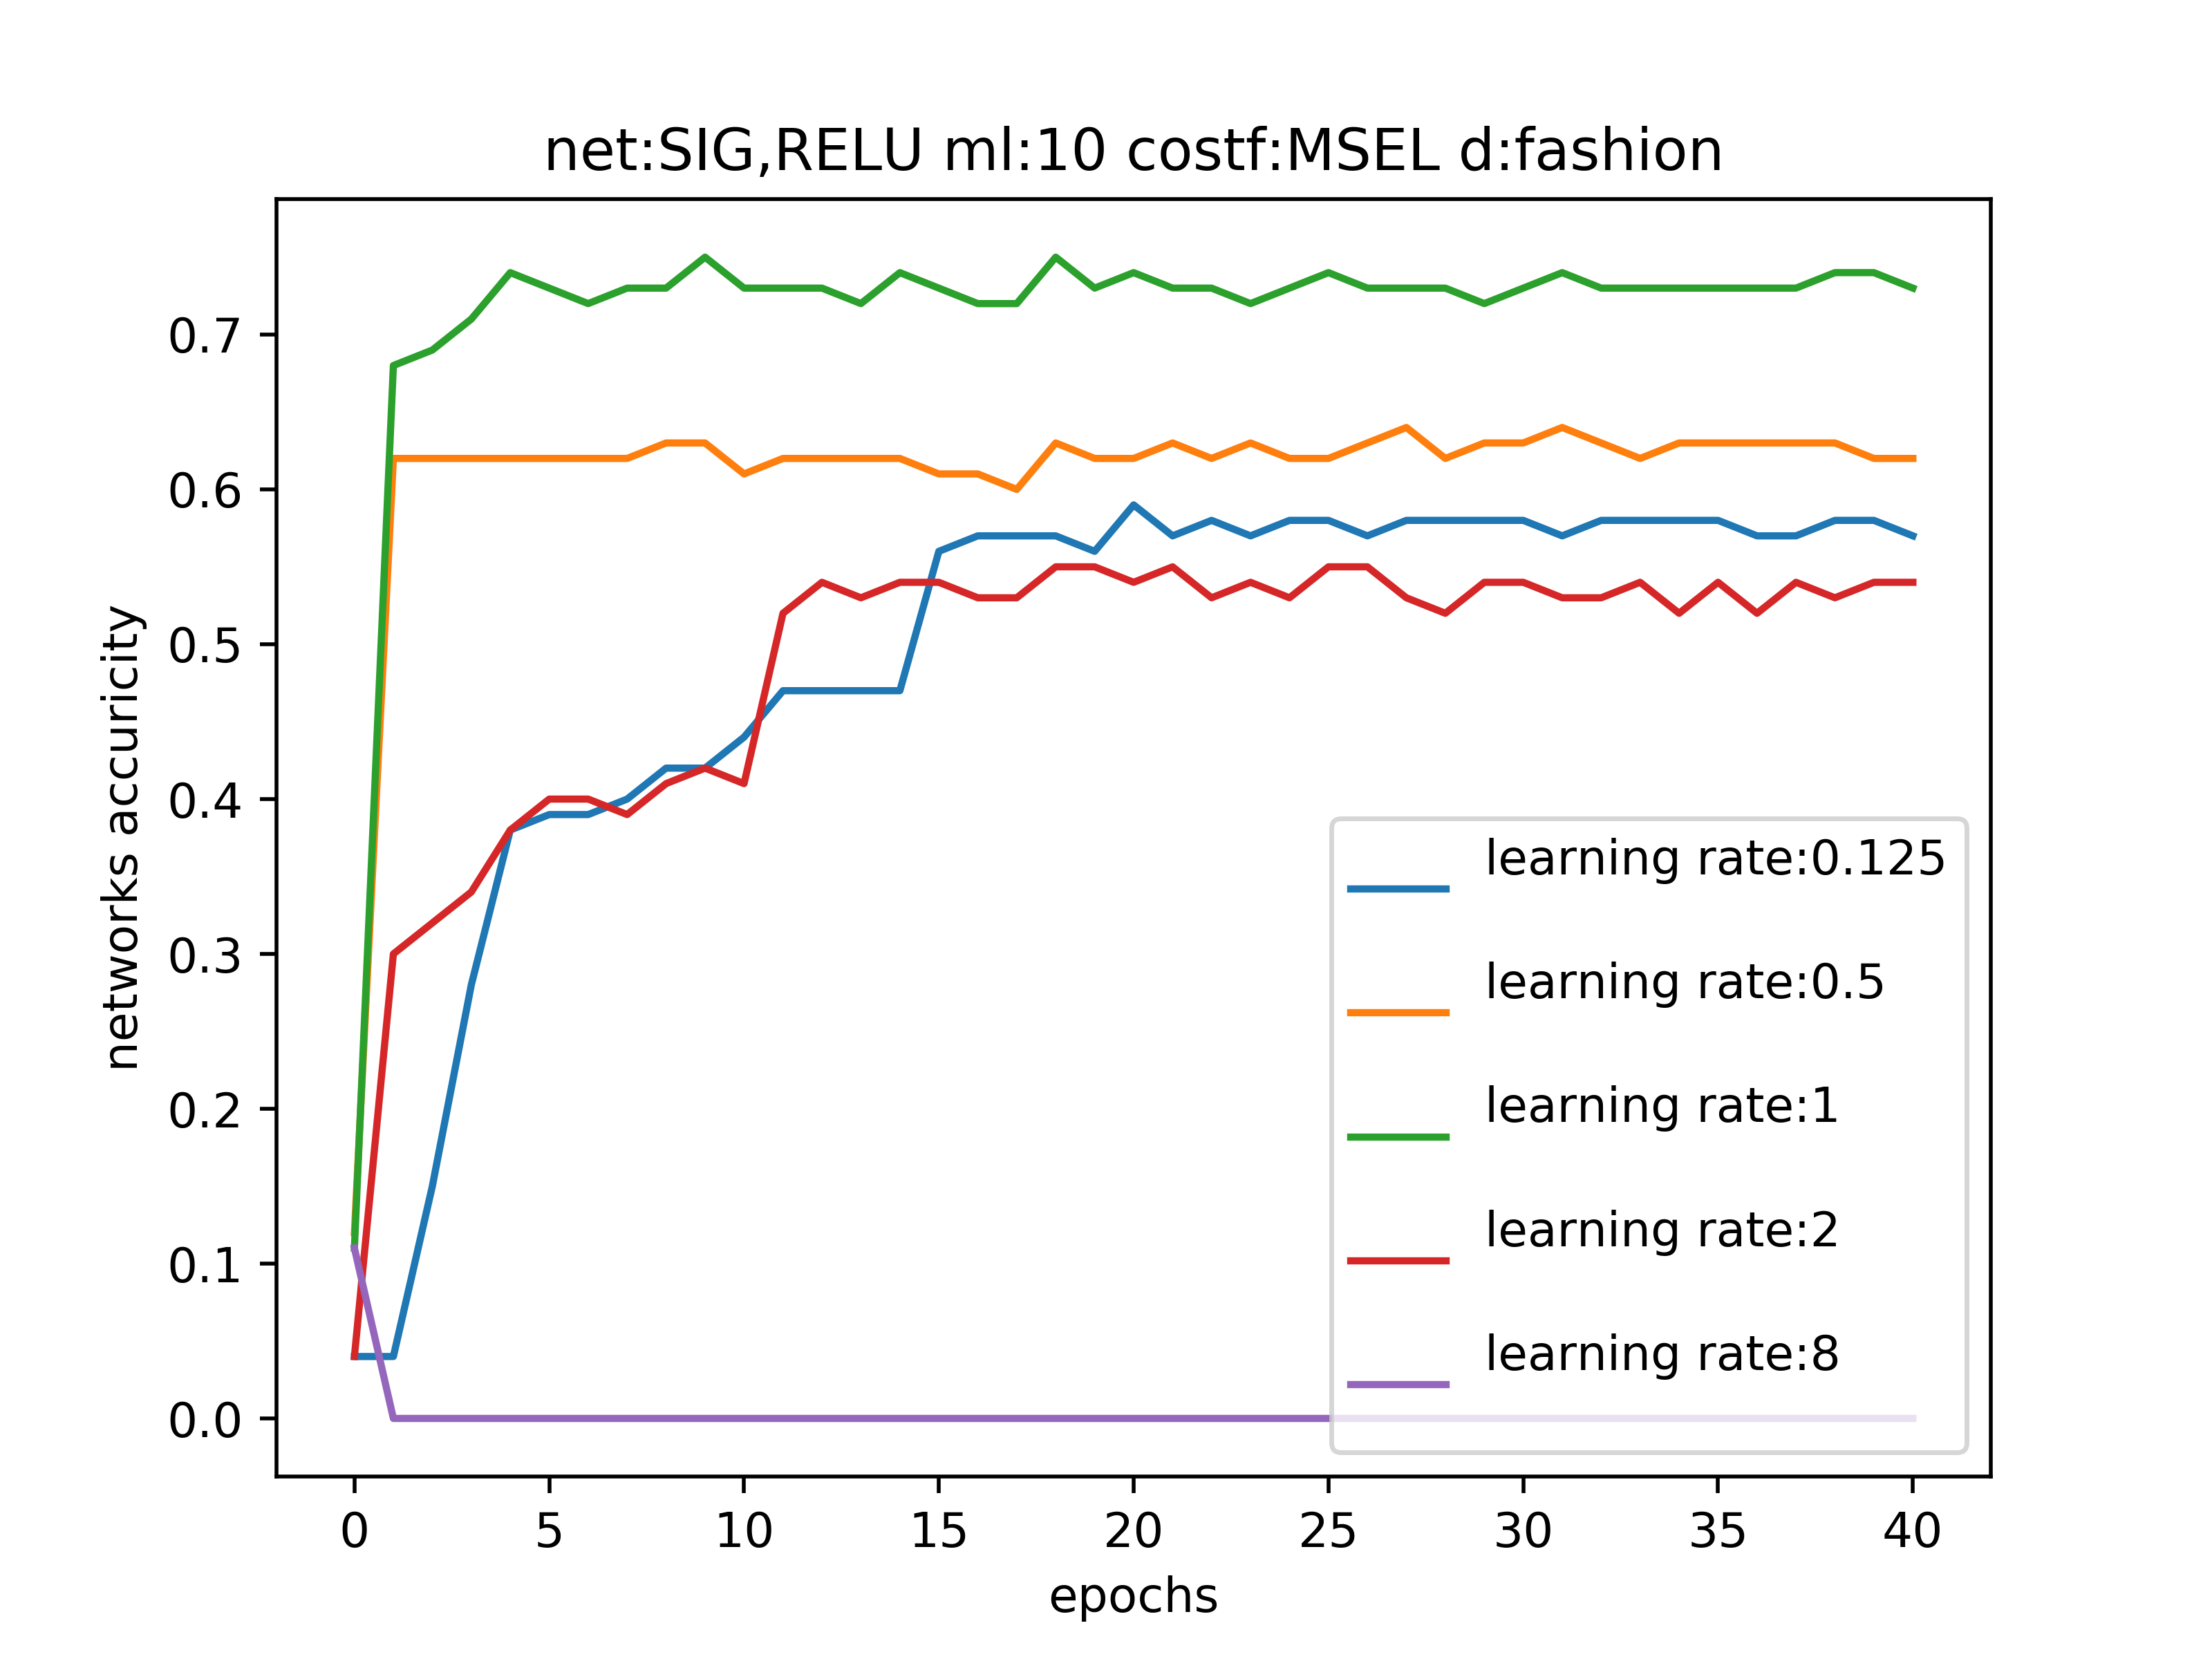 net:SIG,RELU ml:10 costf:MSEL d:fashion
networks accuricity
0.7
0.6
0.5
0.4
0.3
0.2
0.1
0.0
learning rate:0.125
learning rate:0.5
learning rate:1
learning rate:2
learning rate:8
0 5 10 15 20 25 30 35 40
epochs